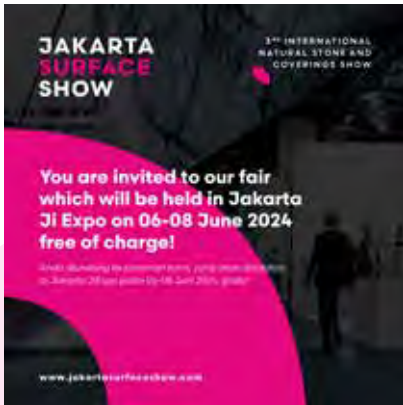 JAKARTA
SURFACE
SHOW
3RD INTERNATIONAL
NATURAL STONE AND
COVERINGS SHOW
You are invited to our fair
which will be held in Jakarta
Ji Expo on 06-08 June 2024
free of charge!
www.jakartasurfaceshow.com